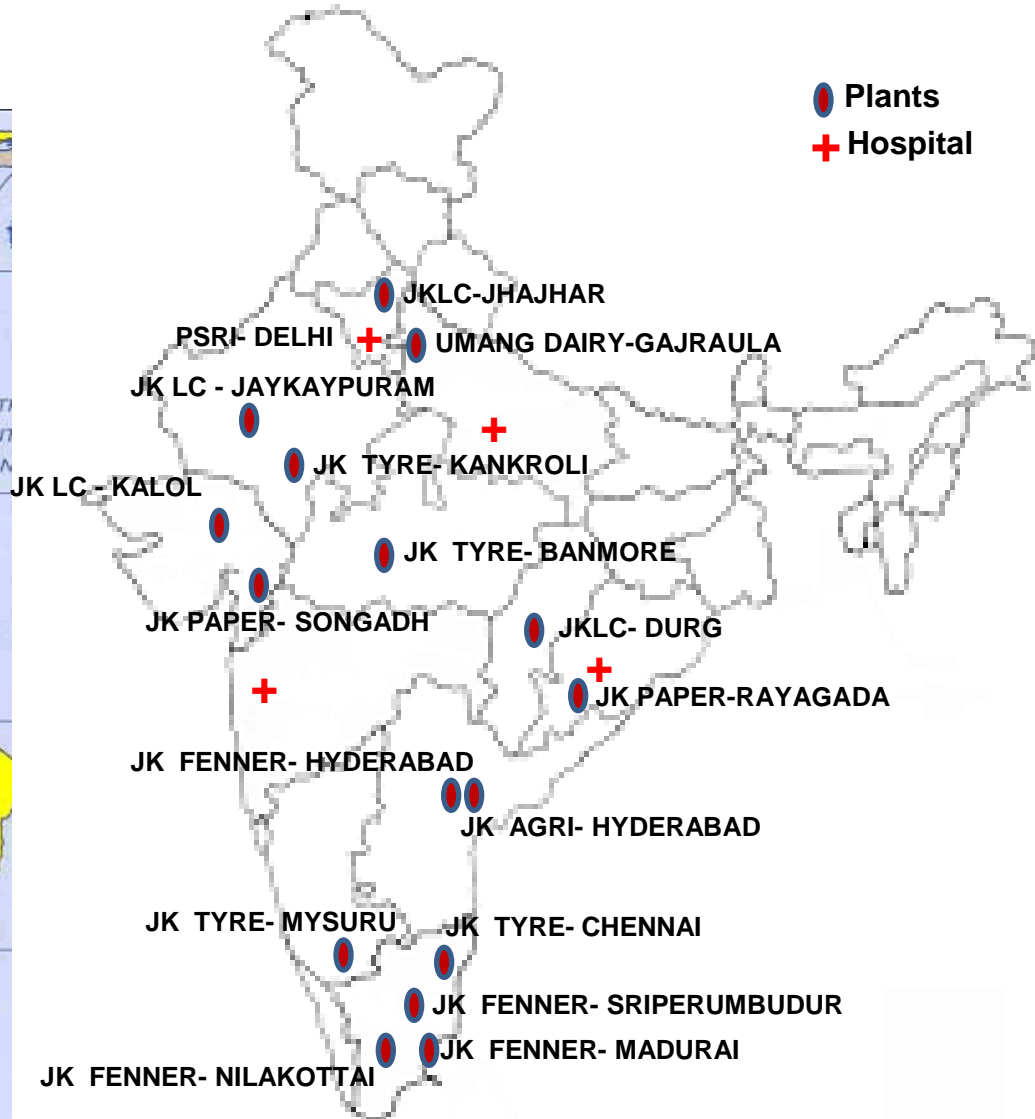 Plants
Hospital
JKLC-JHAJHAR
PSRI- DELHI
UMANG DAIRY-GAJRAULA
JK LC - JAYKAYPURAM
JK TYRE- KANKROLI
JK LC - KALOL
JK TYRE- BANMORE
JK PAPER- SONGADH
JKLC- DURG
JK PAPER-RAYAGADA
JK FENNER- HYDERABAD
JK AGRI- HYDERABAD
JK TYRE- MYSURU
JK TYRE- CHENNAI
JK FENNER- SRIPERUMBUDUR
JK FENNER- MADURAI
JK FENNER- NILAKOTTAI